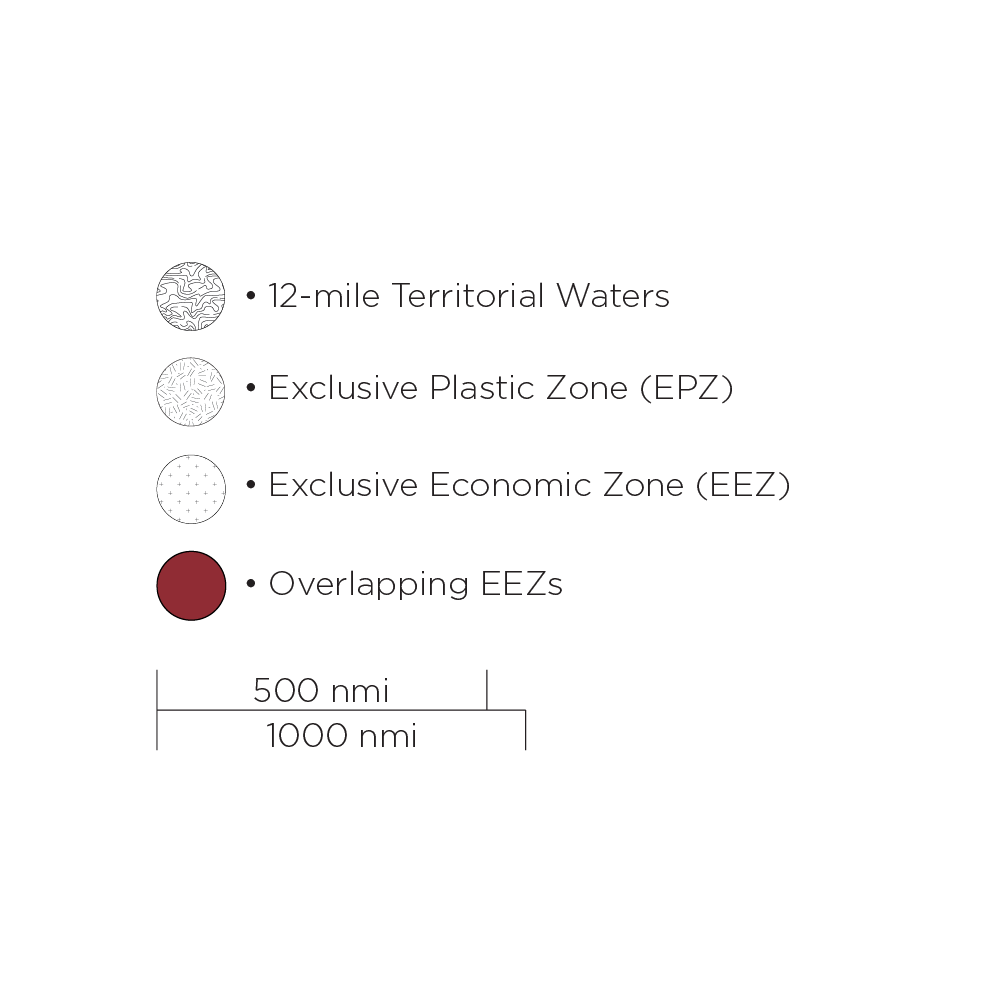 • 12-mile Territorial Waters
• Exclusive Plastic Zone (EPZ)
• Exclusive Economic Zone (EEZ)
• Overlapping EEZs
500 nmi
1000 nmi